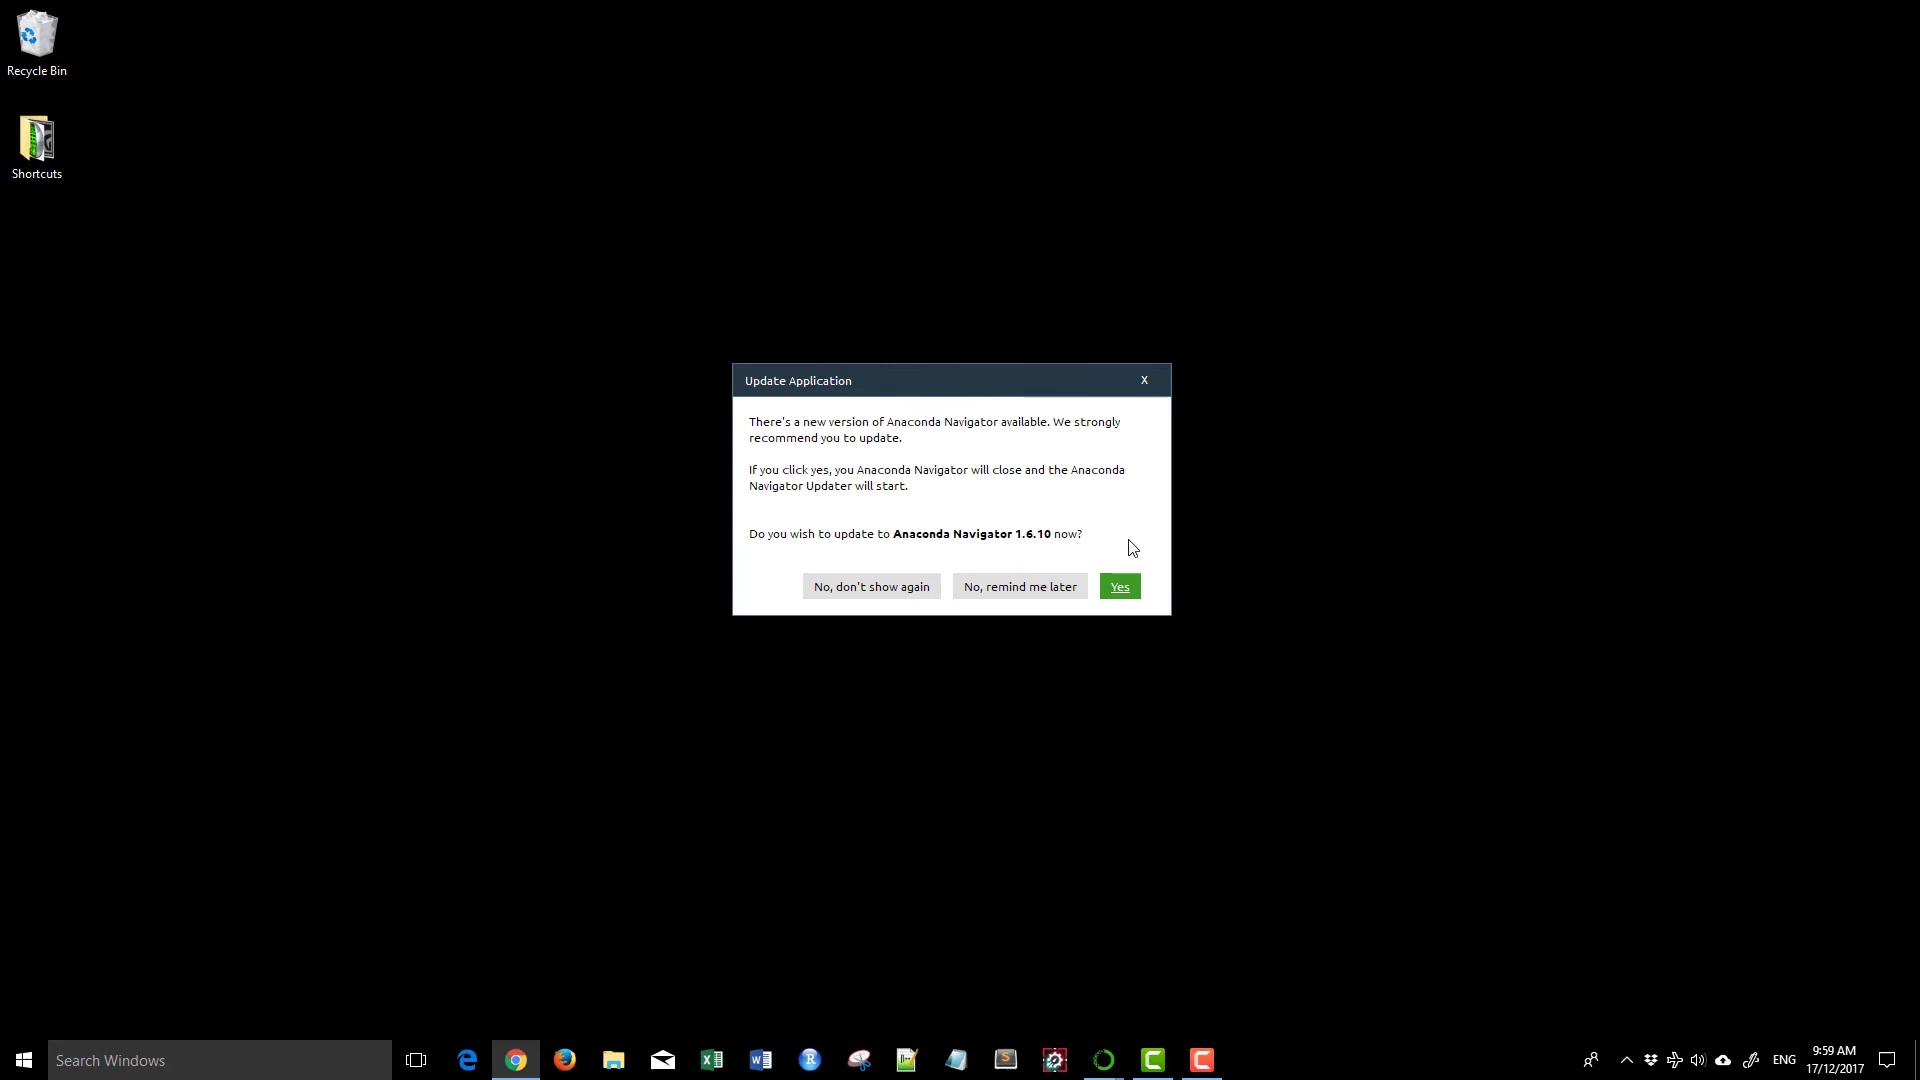 Recycle Bin
Shortcuts
Update Application
X
There's a new version of Anaconda Navigator available. We strongly
recommend you to update.
If you click yes, you Anaconda Navigator will close and the Anaconda
Navigator Updater will start.
Do you wish to update to Anaconda Navigator 1.6.10 now?
No, don't show again
No, remind me later
Yes
Search Windows
ENG
9:59 AM
17/12/2017